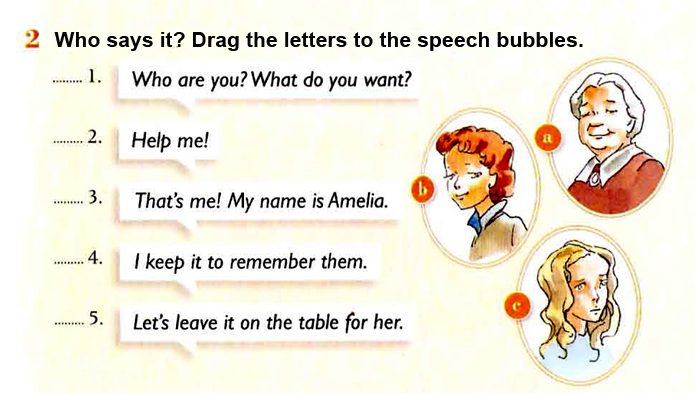 2 Who says it? Drag the letters to the speech bubbles.
......... 1. Who are you? What do you want?
......... 2. Help me!
......... 3. That's me! My name is Amelia.
......... 4. I keep it to remember them.
......... 5. Let's leave it on the table for her.
a
b
c